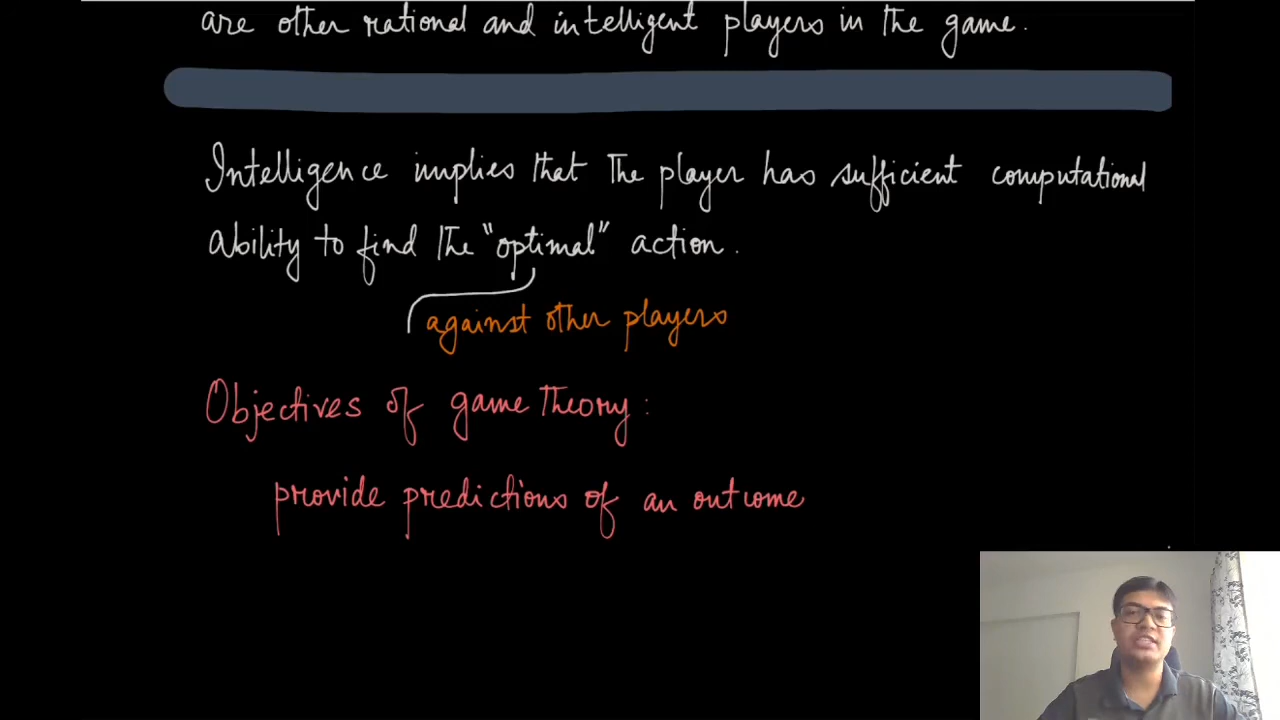 are other rational and intelligent players in the game.
Intelligence implies that the player has sufficient computational
ability to find the "optimal" action.
against other players
Objectives of game theory:
provide predictions of an outcome